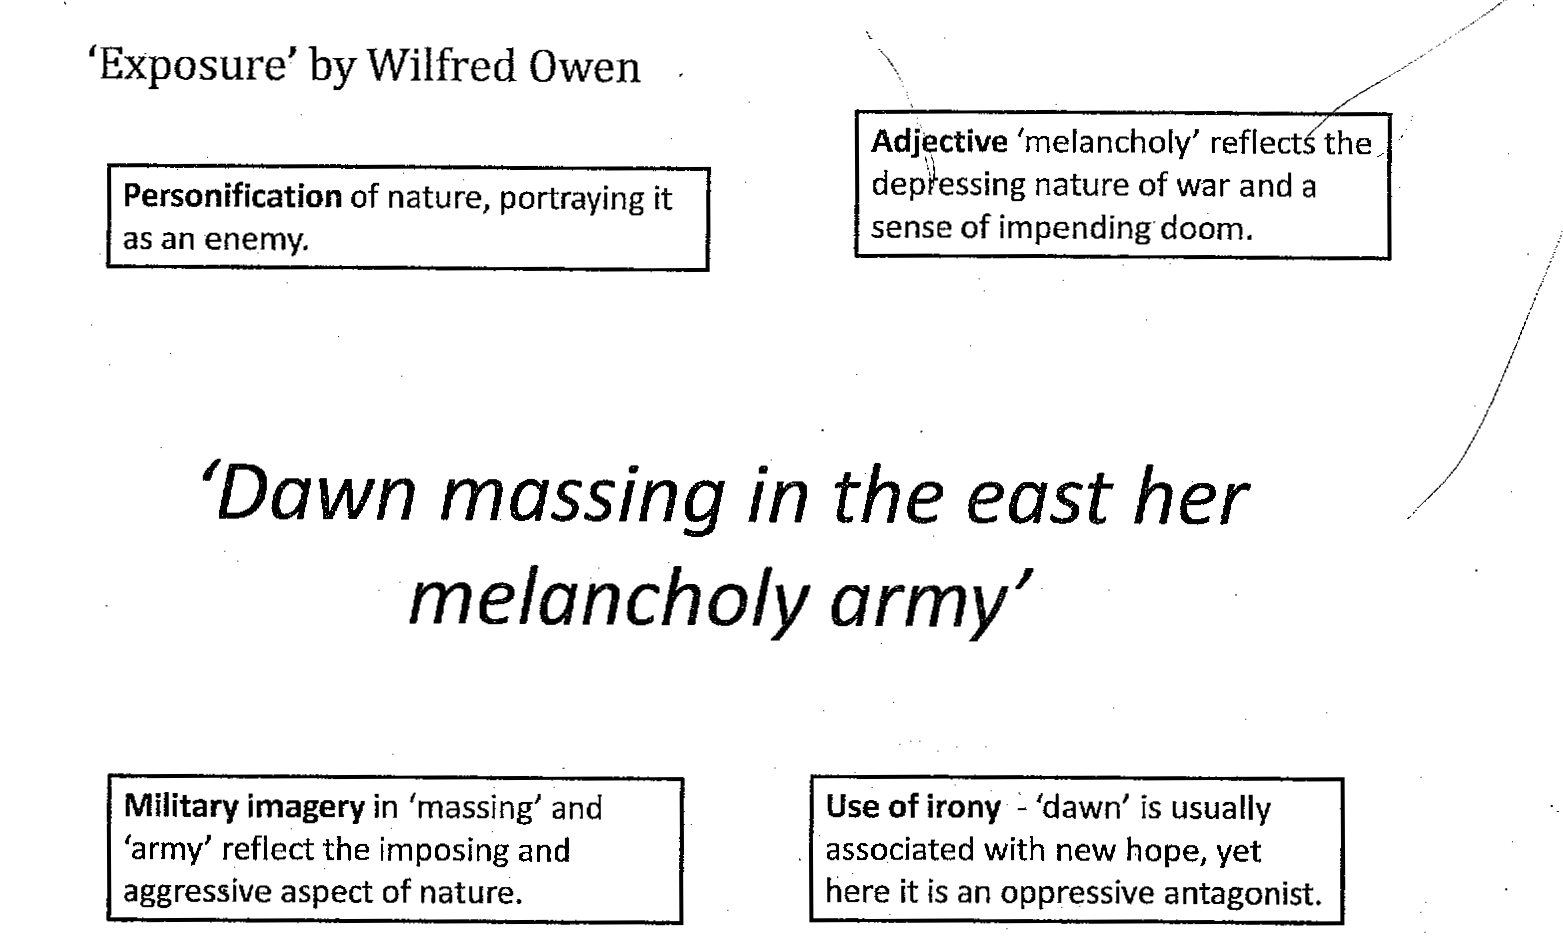 ‘Exposure’ by Wilfred Owen
Personification of nature, portraying it
as an enemy.
Adjective ‘melancholy’ reflects the
depressing nature of war and a
sense of impending doom.
‘Dawn massing in the east her
melancholy army’
Military imagery in ‘massing’ and
‘army’ reflect the imposing and
aggressive aspect of nature.
Use of irony - ‘dawn’ is usually
associated with new hope, yet
here it is an oppressive antagonist.